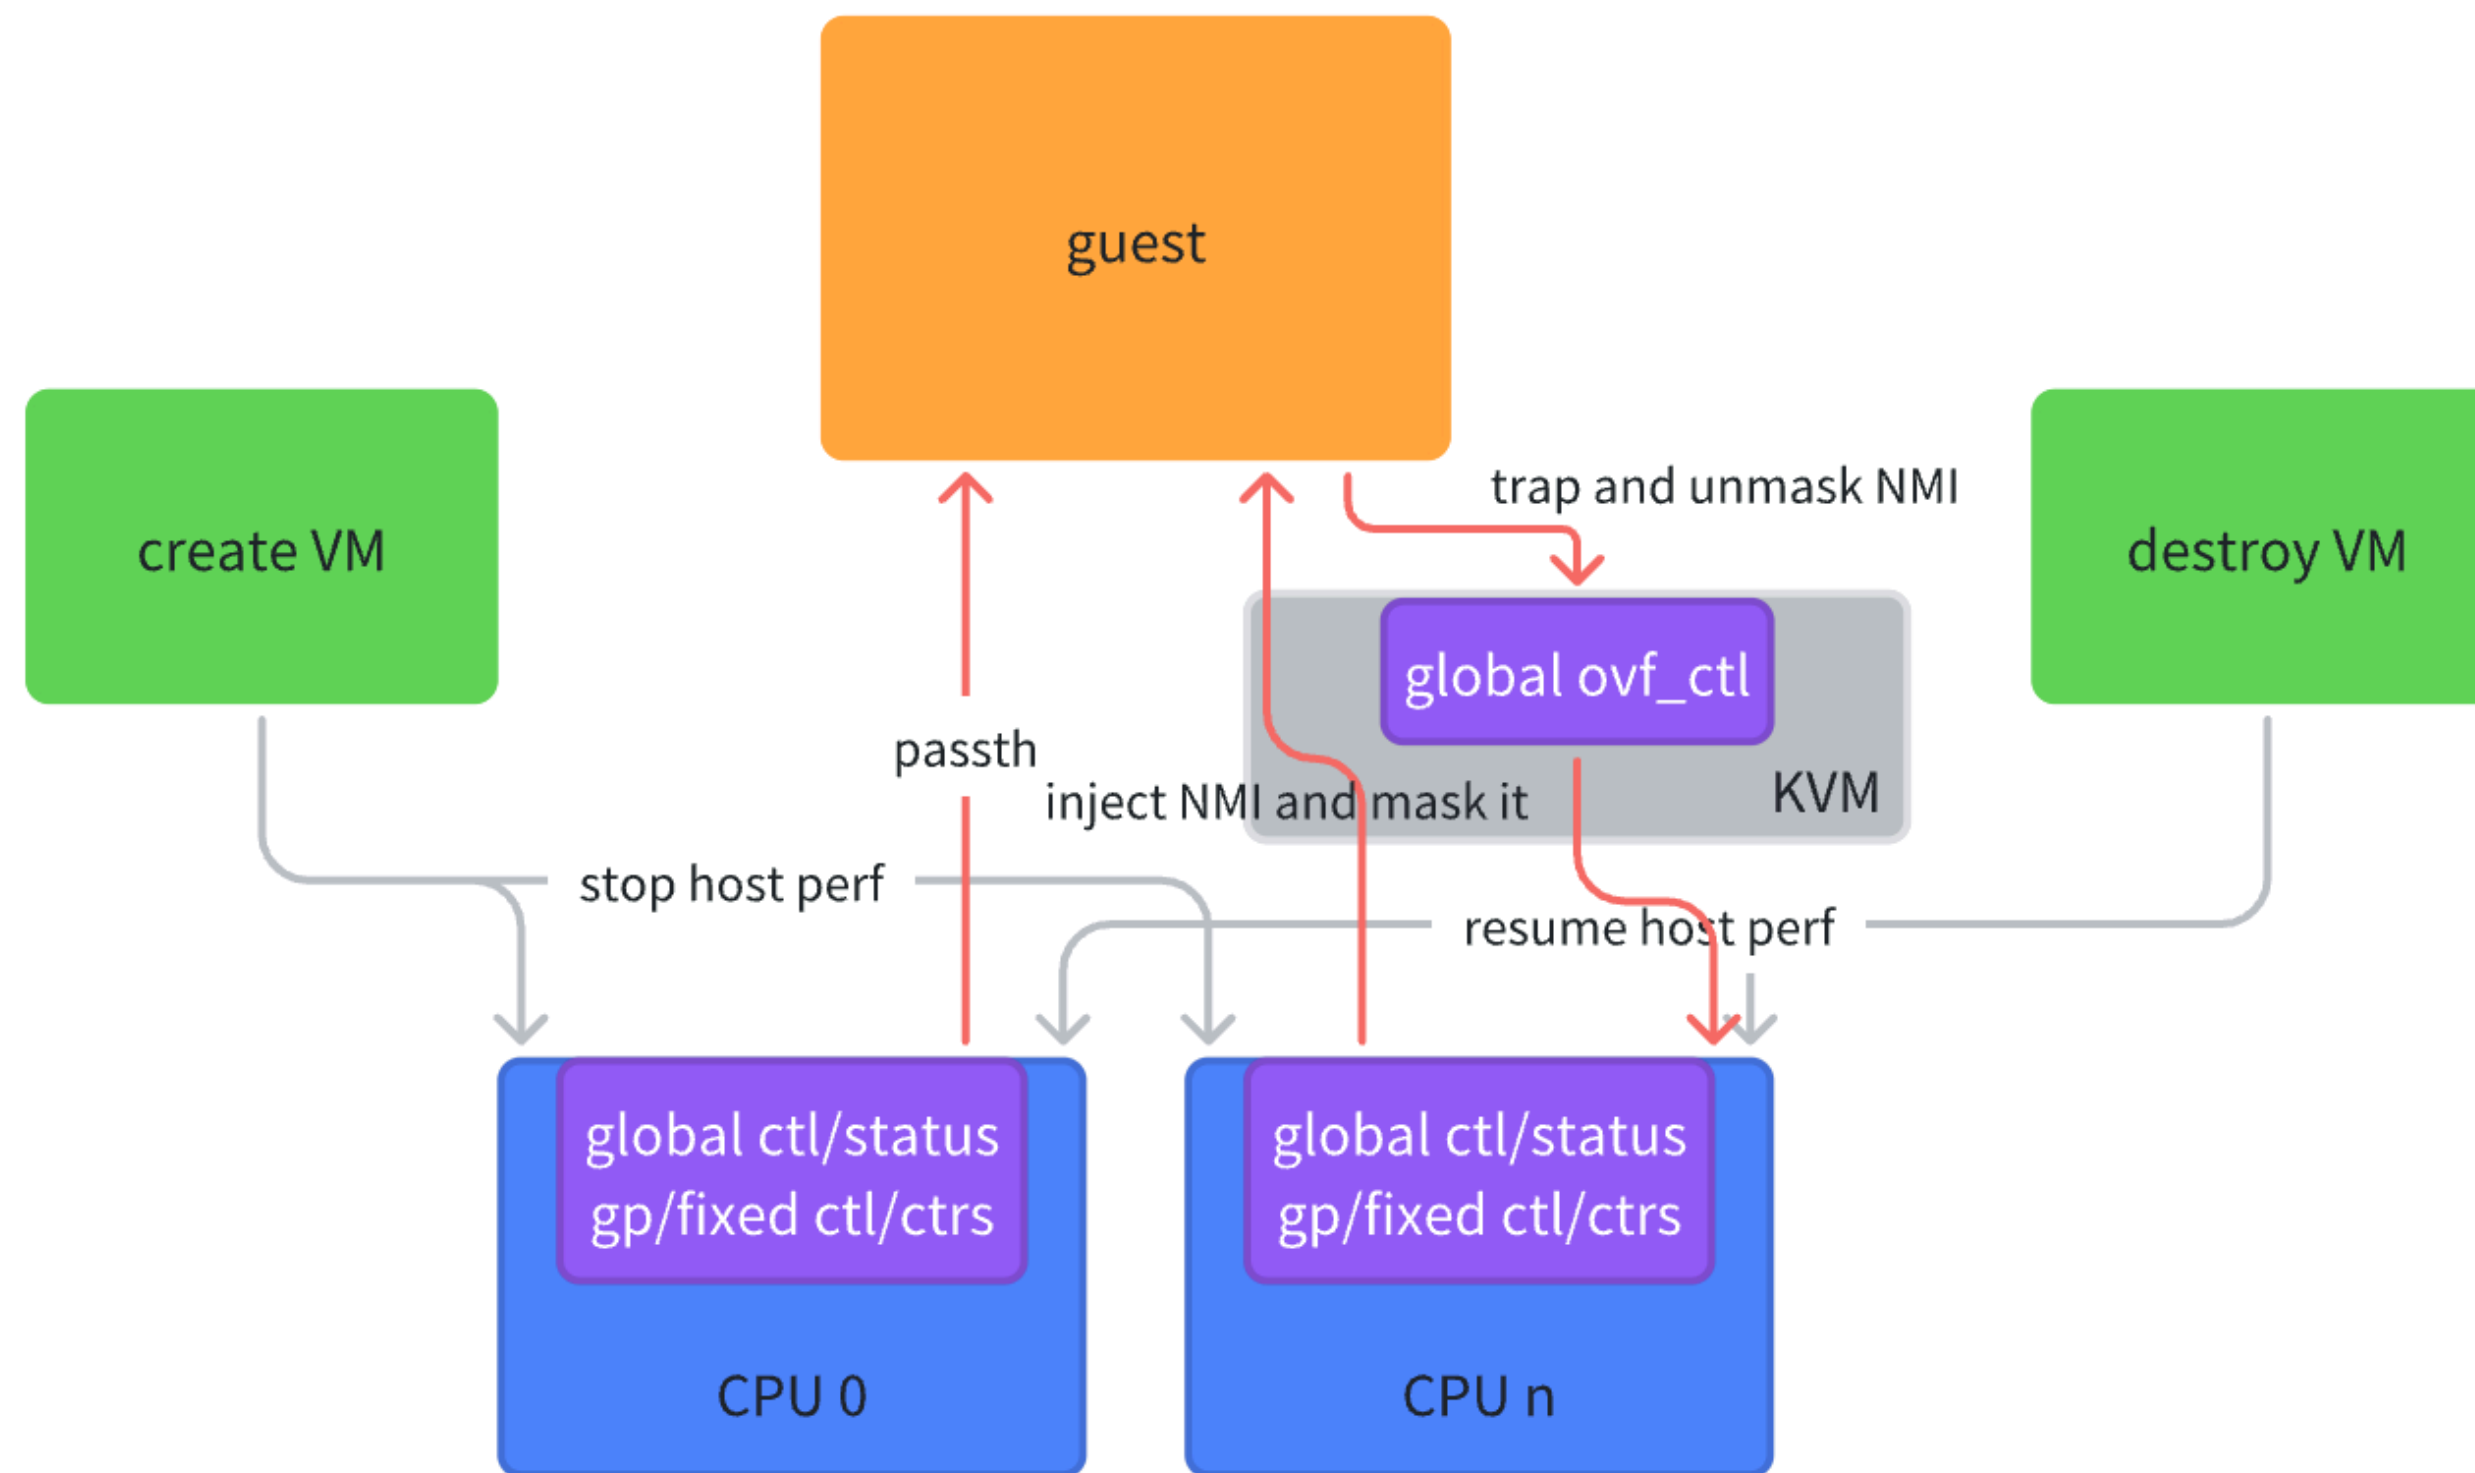 guest
trap and unmask NMI
create VM
destroy VM
global ovf_ctl
passth
inject NMI and mask it
KVM
stop host perf
resume host perf
global ctl/status
gp/fixed ctl/ctrs
CPU 0
global ctl/status
gp/fixed ctl/ctrs
CPU n